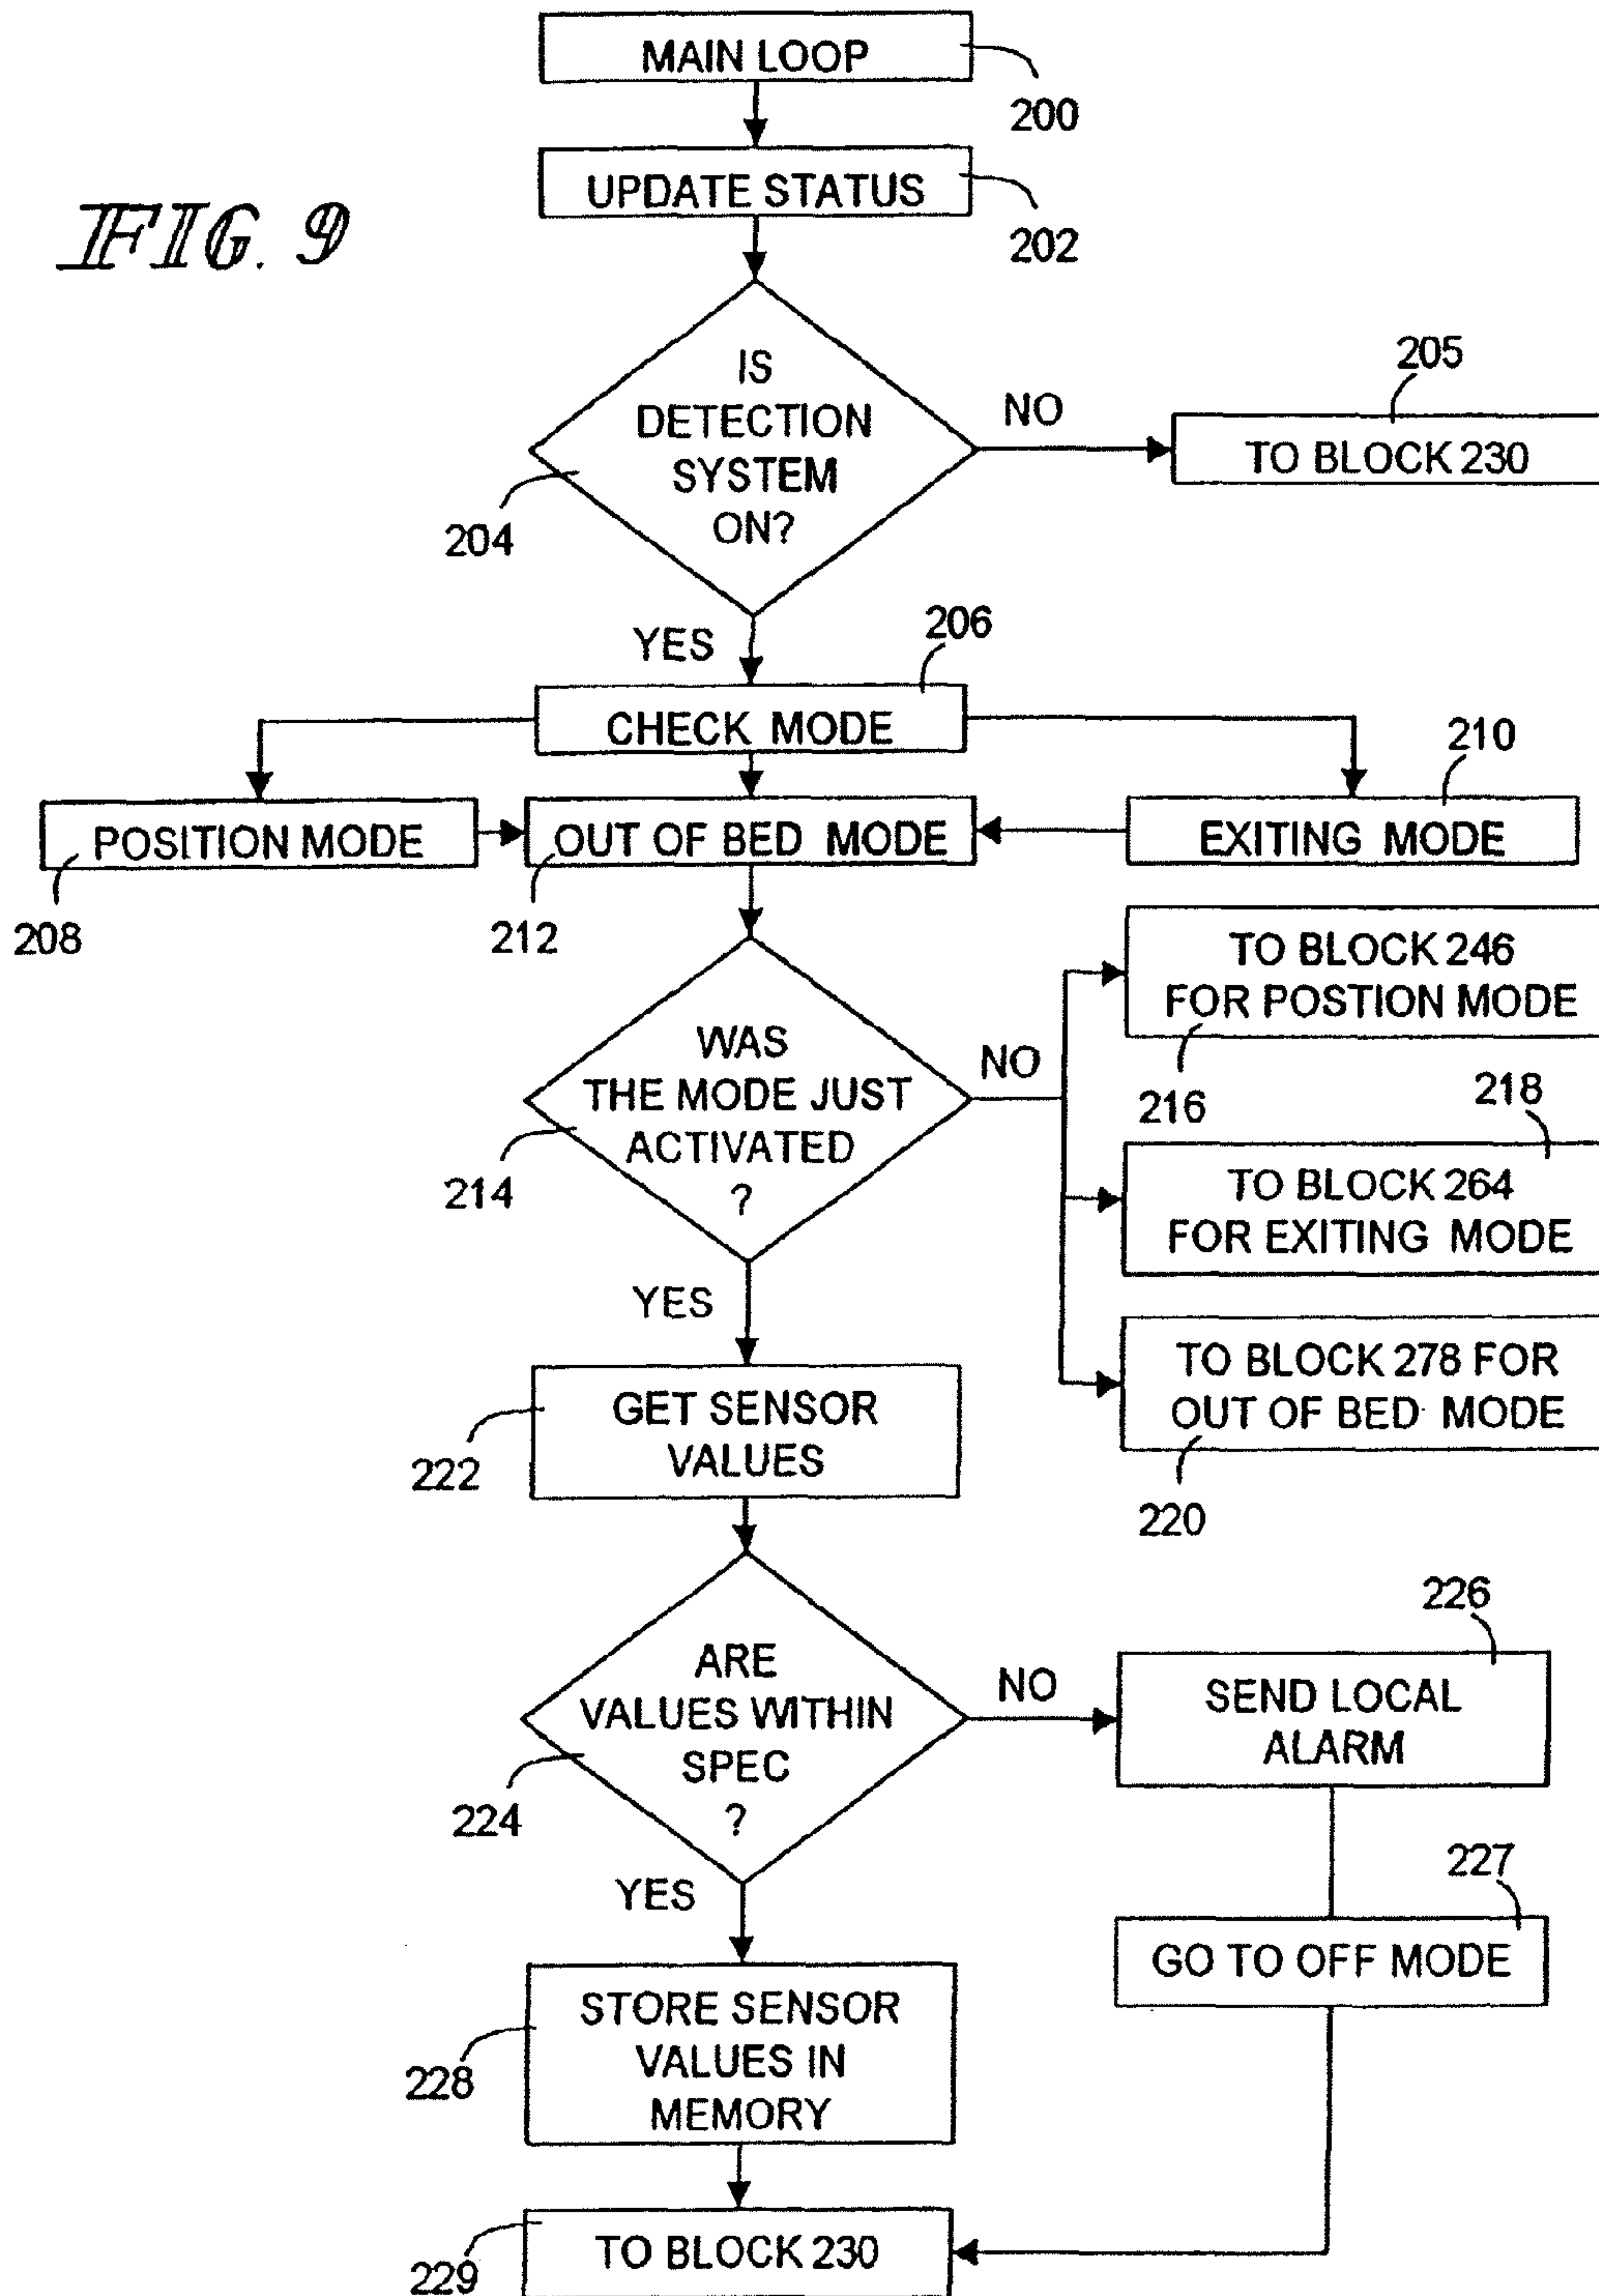 FIG. 9
MAIN LOOP
200
UPDATE STATUS
202
IS
DETECTION
SYSTEM
ON?
204
NO
205
TO BLOCK 230
YES
206
CHECK MODE
210
POSITION MODE
OUT OF BED MODE
EXITING MODE
208
212
WAS
THE MODE JUST
ACTIVATED
?
214
NO
TO BLOCK 246
FOR POSTION MODE
216
218
TO BLOCK 264
FOR EXITING MODE
TO BLOCK 278 FOR
OUT OF BED MODE
220
YES
GET SENSOR
VALUES
222
ARE
VALUES WITHIN
SPEC
?
224
NO
226
SEND LOCAL
ALARM
227
GO TO OFF MODE
YES
STORE SENSOR
VALUES IN
MEMORY
228
TO BLOCK 230
229